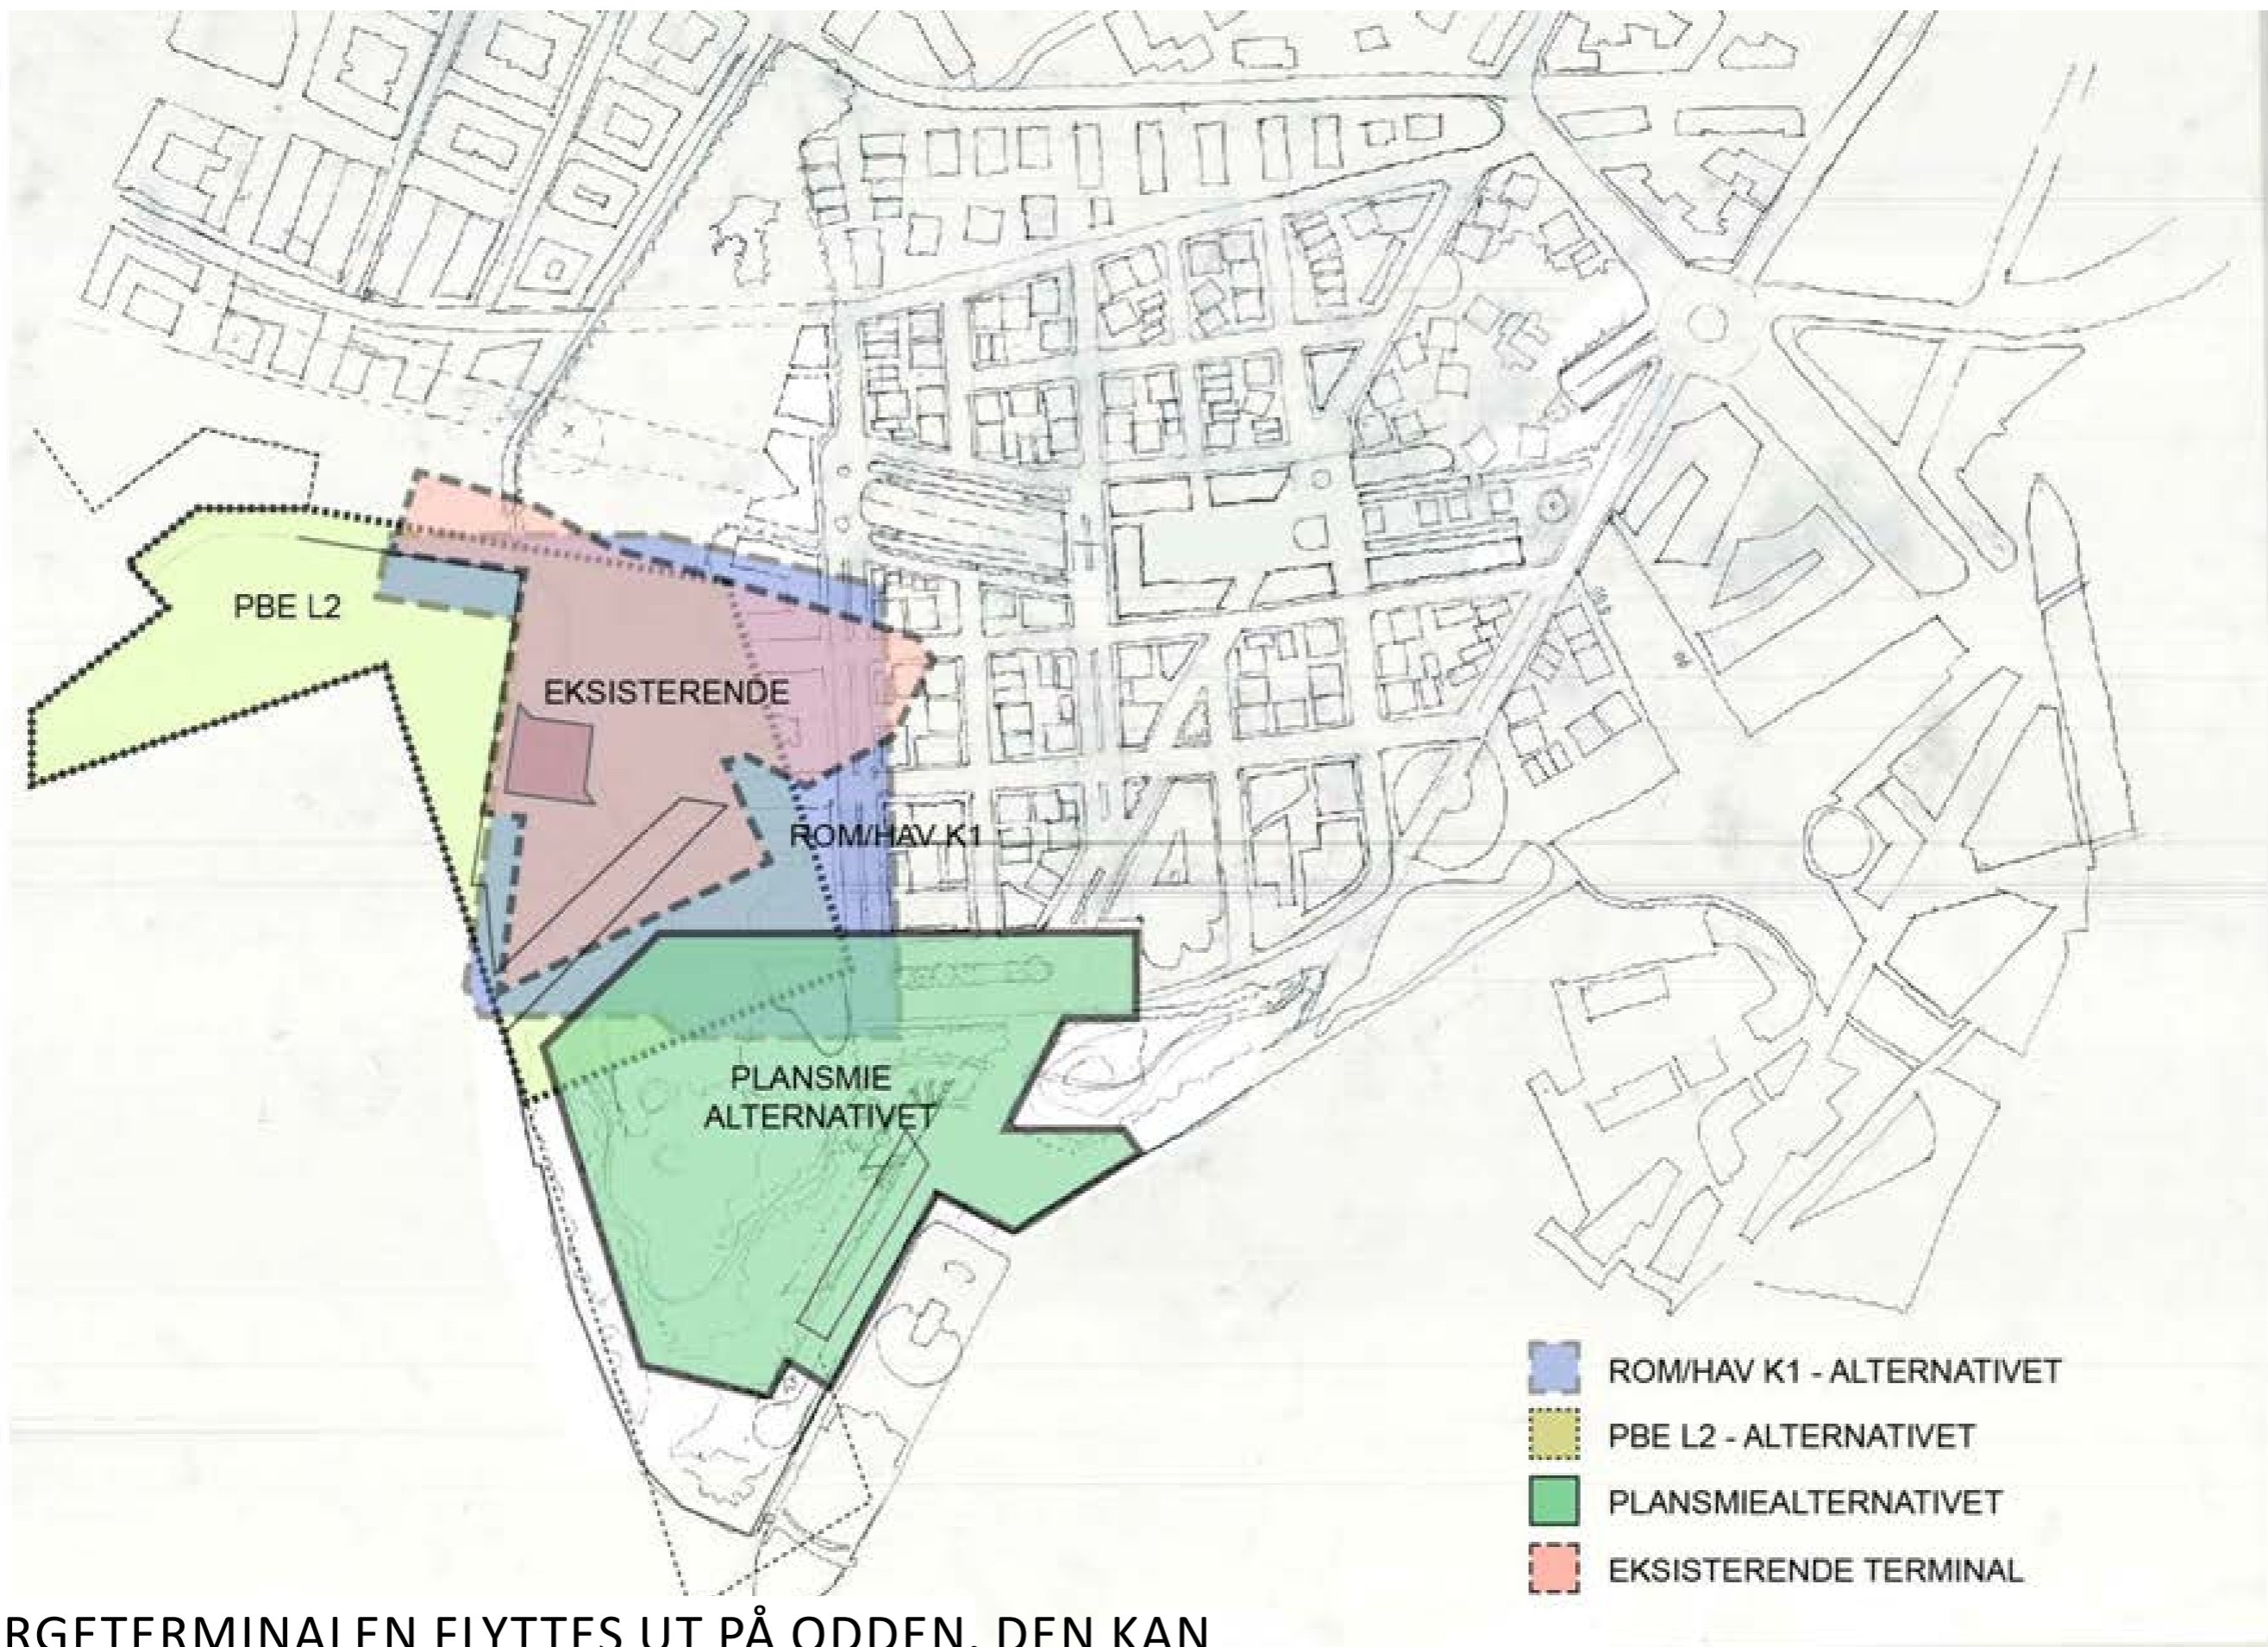 PBE L2
EKSISTERENDE
ROM/HAV K1
PLANSMIE
ALTERNATIVET
ROM/HAV K1 - ALTERNATIVET
PBE L2 - ALTERNATIVET
PLANSMIEALTERNATIVET
EKSISTERENDE TERMINAL
RGETERMINALEN FLYTTES UT PÅ ODDEN. DEN KAN